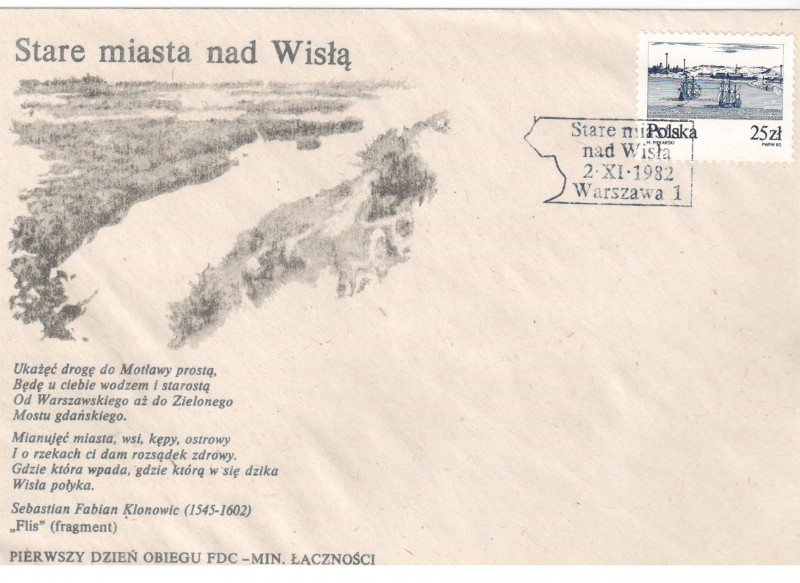 Stare miasta nad Wisłą
Polska
25zł
PWPW 82.
Stare miasta
nad Wisłą
2·XI·1982
Warszawa 1
Ukażęć drogę do Motławy prostą,
Będę u ciebie wodzem i starostą
Od Warszawskiego aż do Zielonego
Mostu gdańskiego.
Mianujęć miasta, wsi, kępy, ostrowy
I o rzekach ci dam rozsądek zdrowy.
Gdzie która wpada, gdzie którą w się dzika
Wisła połyka.
Sebastian Fabian Klonowic (1545-1602)
„Flis” (fragment)
PIERWSZY DZIEŃ OBIEGU FDC –MIN. ŁĄCZNOŚCI